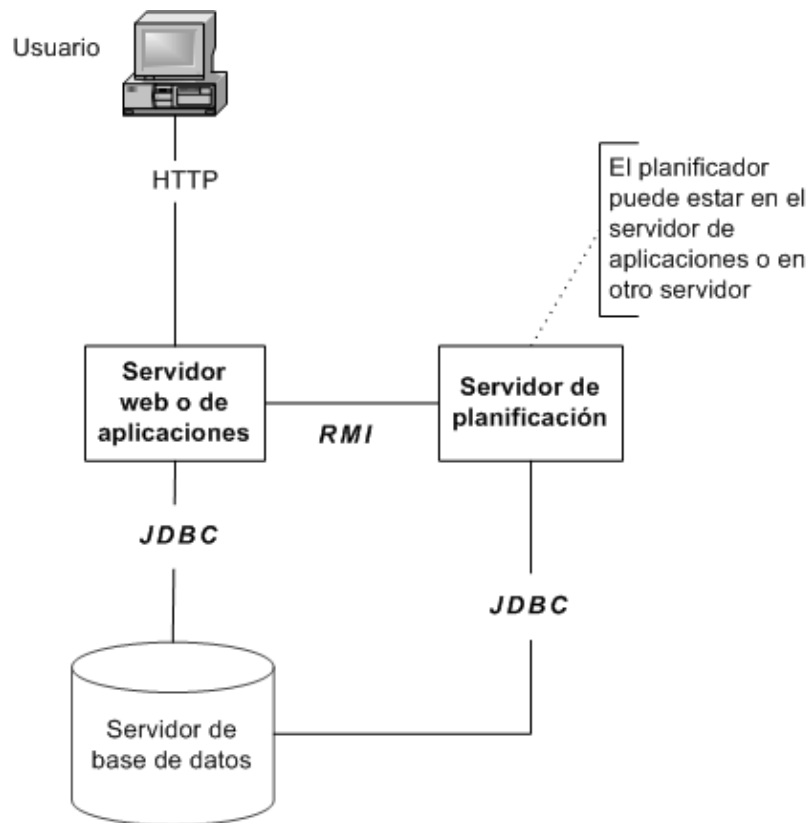 Usuario
HTTP
El planificador
puede estar en el
servidor de
aplicaciones o en
otro servidor
Servidor
web o de
aplicaciones
RMI
Servidor de
planificación
JDBC
JDBC
Servidor de
base de datos